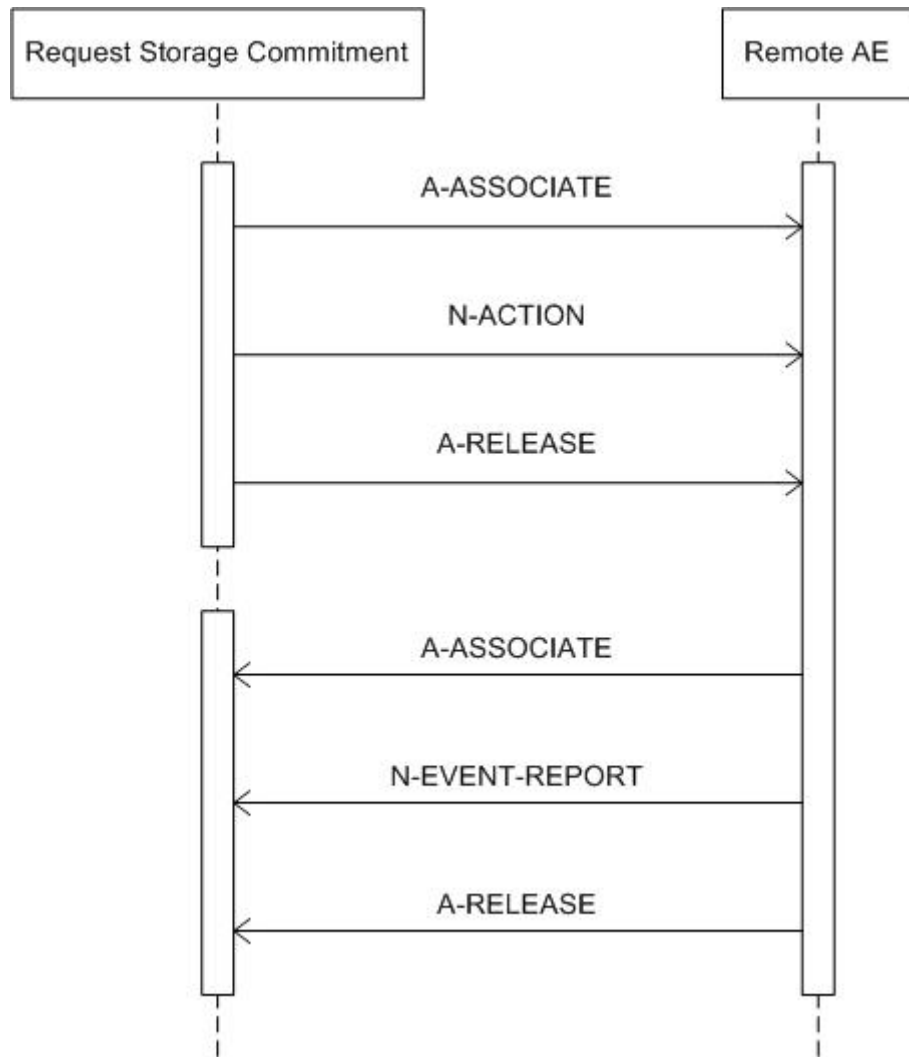 Request Storage Commitment
Remote AE
A-ASSOCIATE
N-ACTION
A-RELEASE
A-ASSOCIATE
N-EVENT-REPORT
A-RELEASE